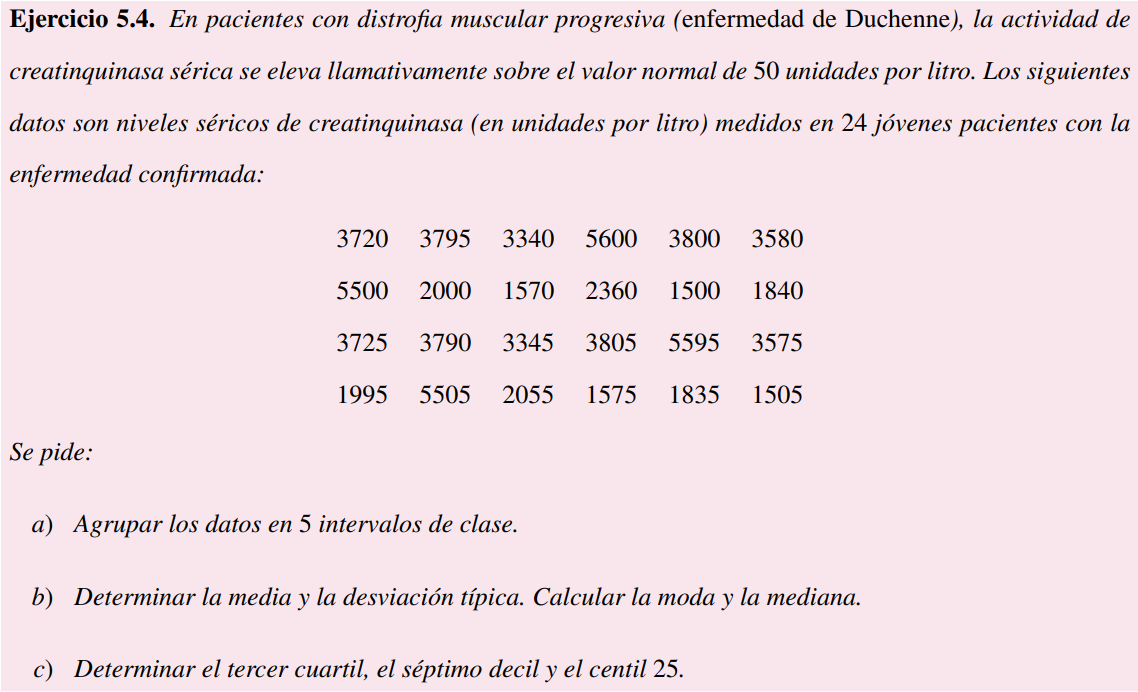 Ejercicio 5.4. En pacientes con distrofia muscular progresiva (enfermedad de Duchenne), la actividad de
creatinquinasa sérica se eleva llamativamente sobre el valor normal de 50 unidades por litro. Los siguientes
datos son niveles séricos de creatinquinasa (en unidades por litro) medidos en 24 jóvenes pacientes con la
enfermedad confirmada:
3720 3795 3340 5600 3800 3580
5500 2000 1570 2360 1500 1840
3725 3790 3345 3805 5595 3575
1995 5505 2055 1575 1835 1505
Se pide:
a) Agrupar los datos en 5 intervalos de clase.
b) Determinar la media y la desviación típica. Calcular la moda y la mediana.
c) Determinar el tercer cuartil, el séptimo decil y el centil 25.